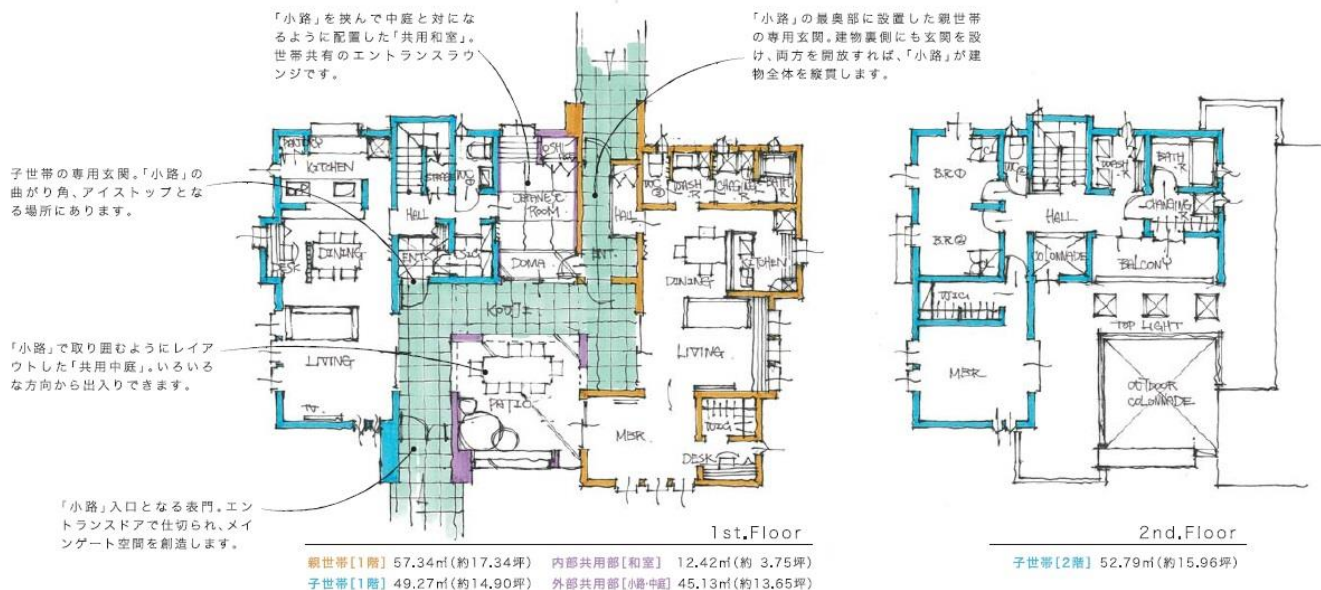 「小路」を挟んで中庭と対にな
るように配置した「共用和室」。
世帯共有のエントランスラウ
ンジです。
「小路」の最奥部に設置した親世帯
の専用玄関。建物裏側にも玄関を設
け、両方を開放すれば、「小路」が建
物全体を縦貫します。
子世帯の専用玄関。「小路」の
曲がり角、アイストップとな
る場所にあります。
「小路」で取り囲むようにレイア
ウトした「共用中庭」。いろいろ
な方向から出入りできます。
「小路」入口となる表門。エン
トランスドアで仕切られ、メイ
ンゲート空間を創造します。
KITCHEN
HALL
DINING
DESK
ENT.
LIVING
TV
JAPANESE
ROOM
DOMA
KOUJI
PATIO
HALL
ENT.
WASH
-R
CHANGING
-R
BATH
DINING
KITCHEN
LIVING
MBR
WIC
DESK
1st.Floor
親世帯[1階] 57.34㎡(約17.34坪)
内部共用部[和室] 12.42㎡(約 3.75坪)
子世帯[1階] 49.27㎡(約14.90坪)
外部共用部[小路・中庭] 45.13㎡(約13.65坪)
B.R①
B.R②
HALL
WASH
-R
BATH
CHANGING
-R
COLONNADE
BALCONY
WIC
TOP LIGHT
MBR
OUTDOOR
COLONNADE
2nd.Floor
子世帯[2階] 52.79㎡(約15.96坪)